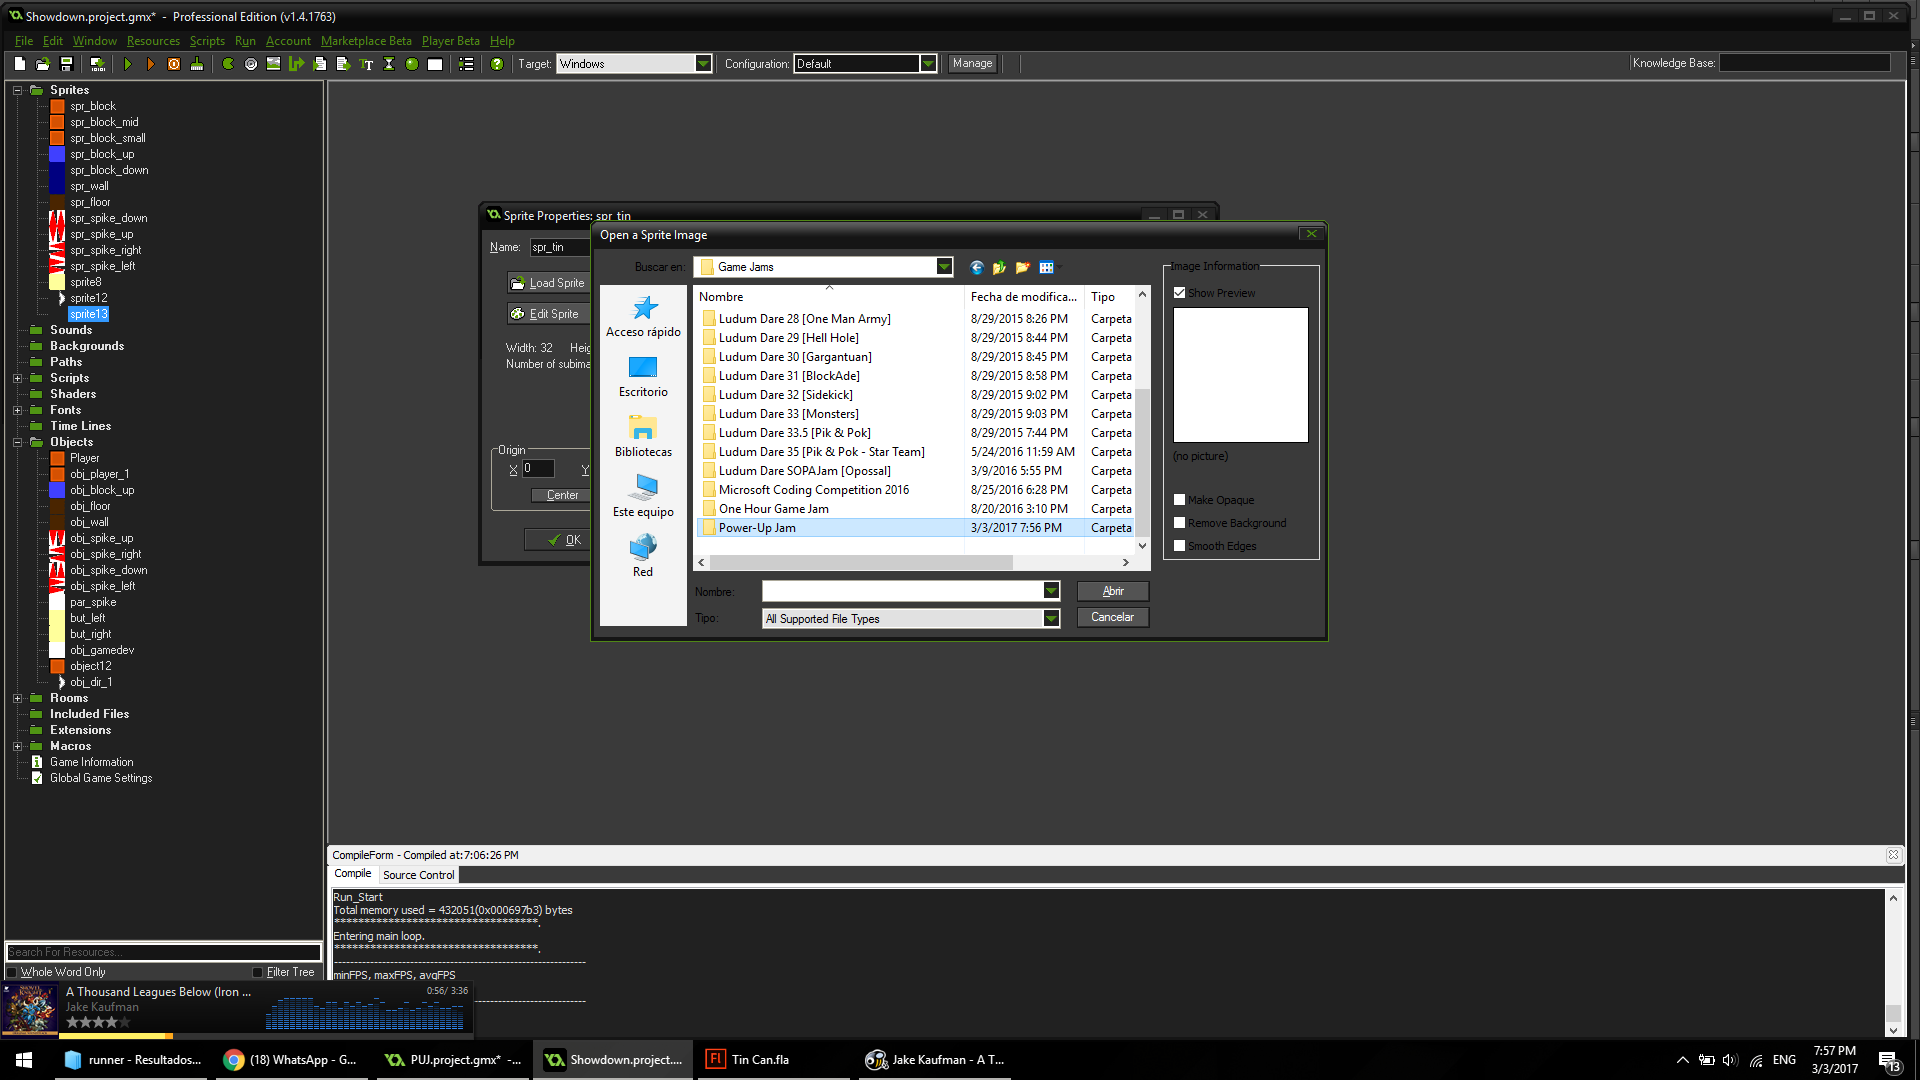 Showdown.project.gmx*  -  Professional Edition (v1.4.1763)
File Edit Window Resources Scripts Run Account Marketplace Beta Player Beta Help
Target: Windows Configuration: Default Manage Knowledge Base:
Sprites
spr_block
spr_block_mid
spr_block_small
spr_block_up
spr_block_down
spr_wall
spr_floor
spr_spike_down
spr_spike_up
spr_spike_right
spr_spike_left
sprite8
sprite12
sprite13
Sounds
Backgrounds
Paths
Scripts
Shaders
Fonts
Time Lines
Objects
Player
obj_player_1
obj_block_up
obj_floor
obj_wall
obj_spike_up
obj_spike_right
obj_spike_down
obj_spike_left
par_spike
but_left
but_right
obj_gamedev
object12
obj_dir_1
Rooms
Included Files
Extensions
Macros
Game Information
Global Game Settings
Search For Resources...
Whole Word Only Filter Tree
Sprite Properties: spr_tin
Name: spr_tin
Load Sprite
Edit Sprite
Width: 32
Number of
Origin
X 0 Y
Center
OK
Open a Sprite Image
Buscar en: Game Jams
Acceso rápido
Escritorio
Bibliotecas
Este equipo
Red
Nombre Fecha de modifica... Tipo
Ludum Dare 28 [One Man Army] 8/29/2015 8:26 PM Carpeta
Ludum Dare 29 [Hell Hole] 8/29/2015 8:44 PM Carpeta
Ludum Dare 30 [Gargantuan] 8/29/2015 8:45 PM Carpeta
Ludum Dare 31 [BlockAde] 8/29/2015 8:58 PM Carpeta
Ludum Dare 32 [Sidekick] 8/29/2015 9:02 PM Carpeta
Ludum Dare 33 [Monsters] 8/29/2015 9:03 PM Carpeta
Ludum Dare 33.5 [Pik & Pok] 8/29/2015 7:44 PM Carpeta
Ludum Dare 35 [Pik & Pok - Star Team] 5/24/2016 11:59 AM Carpeta
Ludum Dare SOPAJam [Opossal] 3/9/2016 5:55 PM Carpeta
Microsoft Coding Competition 2016 8/25/2016 6:28 PM Carpeta
One Hour Game Jam 8/20/2016 3:10 PM Carpeta
Power-Up Jam 3/3/2017 7:56 PM Carpeta
Nombre: Abrir
Tipo: All Supported File Types Cancelar
Image Information
Show Preview
(no picture)
Make Opaque
Remove Background
Smooth Edges
CompileForm - Compiled at:7:06:26 PM
Compile Source Control
Run_Start
Total memory used = 432051(0x000697b3) bytes
***********************************.
Entering main loop.
***********************************.
minFPS, maxFPS, avgFPS
A Thousand Leagues Below (Iron ... 0:56/ 3:36
Jake Kaufman
runner - Resultados... (18) WhatsApp - G... PUJ.project.gmx* -... Showdown.project.... Tin Can.fla Jake Kaufman - A T... ENG 7:57 PM
3/3/2017
13